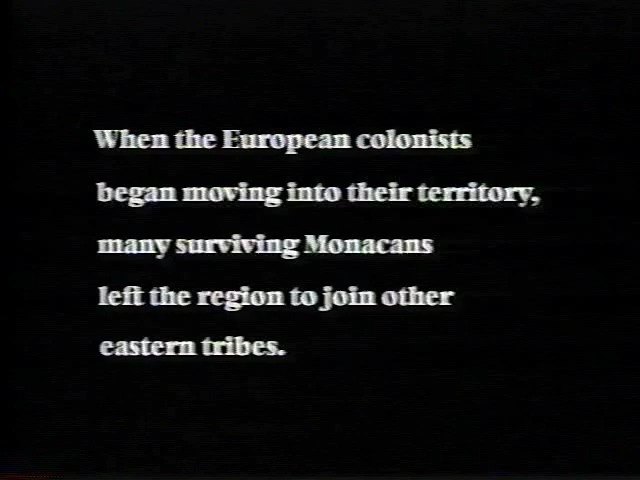 When the European colonists
began moving into their territory,
many surviving Monacans
left the region to join other
eastern tribes.